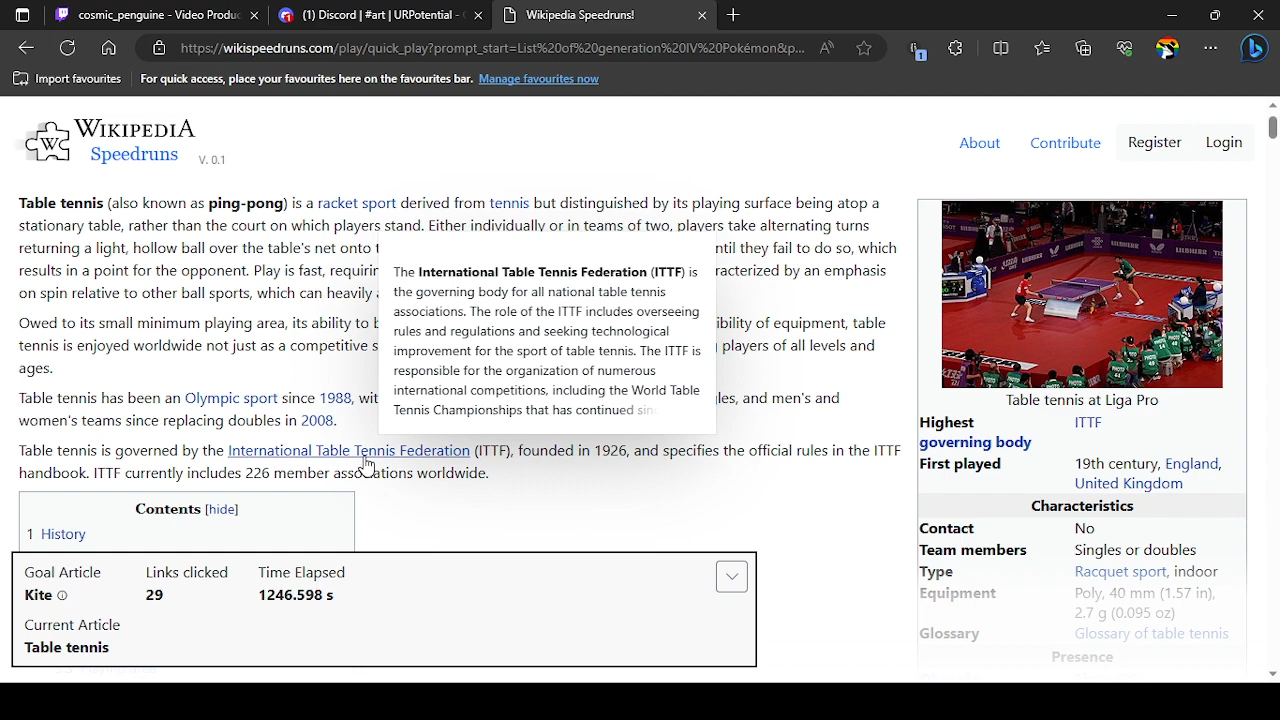 cosmic_penguine - Video Produc
(1) Discord | #art | URPotential -
Wikipedia Speedruns!
https://wikispeedruns.com/play/quick_play?prompt_start=List%20of%20generation%20IV%20Pokémon&p...
1
Import favourites
For quick access, place your favourites here on the favourites bar. Manage favourites now
WIKIPEDIA
Speedruns V. 0.1
About Contribute Register Login
Table tennis (also known as ping-pong) is a racket sport derived from tennis but distinguished by its playing surface being atop a
stationary table, rather than the court on which players stand. Either individually or in teams of two, players take alternating turns
returning a light, hollow ball over the table's net onto ntil they fail to do so, which
results in a point for the opponent. Play is fast, requirin racterized by an emphasis
on spin relative to other ball sports, which can heavily
Owed to its small minimum playing area, its ability to ibility of equipment, table
tennis is enjoyed worldwide not just as a competitive s players of all levels and
ages.
Table tennis has been an Olympic sport since 1988, wit les, and men's and
women's teams since replacing doubles in 2008.
The International Table Tennis Federation (ITTF) is
the governing body for all national table tennis
associations. The role of the ITTF includes overseeing
rules and regulations and seeking technological
improvement for the sport of table tennis. The ITTF is
responsible for the organization of numerous
international competitions, including the World Table
Tennis Championships that has continued sinc
Table tennis is governed by the International Table Tennis Federation (ITTF), founded in 1926, and specifies the official rules in the ITTF
handbook. ITTF currently includes 226 member associations worldwide.
Contents [hide]
1 History
Goal Article Links clicked Time Elapsed
Kite 29 1246.598 s
Current Article
Table tennis
Table tennis at Liga Pro
Highest ITTF
governing body
First played 19th century, England,
United Kingdom
Characteristics
Contact No
Team members Singles or doubles
Type Racquet sport, indoor
Equipment Poly, 40 mm (1.57 in),
2.7 g (0.095 oz)
Glossary Glossary of table tennis
Presence